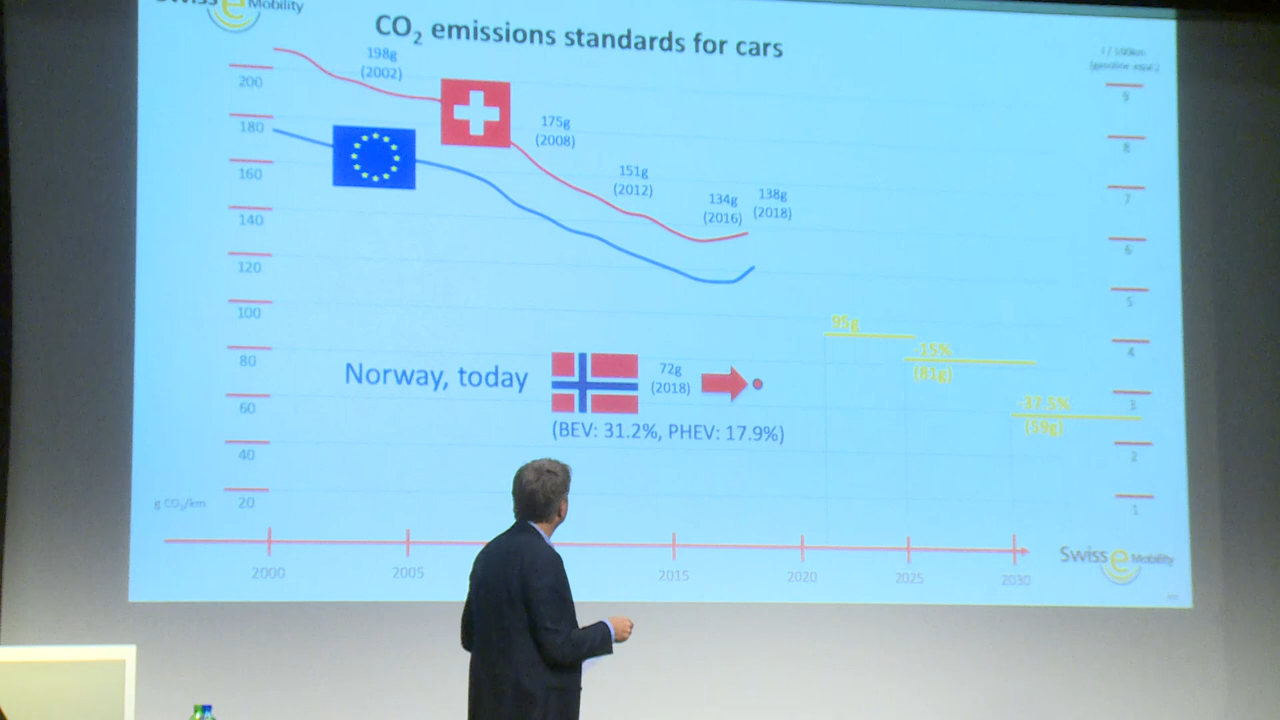 Swiss e Mobility
CO₂ emissions standards for cars
l / 100km
(gasoline equi.)
198g
(2002)
175g
(2008)
151g
(2012)
134g
(2016)
138g
(2018)
200
180
160
140
120
100
80
60
40
20
g CO₂/km
9
8
7
6
5
4
3
2
1
95g
-15%
(81g)
-37.5%
(59g)
Norway, today
72g
(2018)
(BEV: 31.2%, PHEV: 17.9%)
2000
2005
2015
2020
2025
2030
Swiss e Mobility